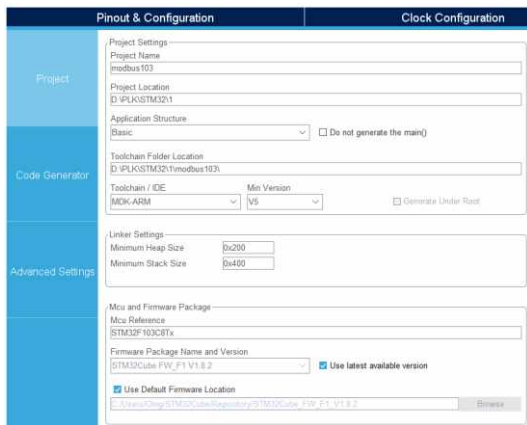 Pinout & Configuration
Clock Configuration
Project
Code Generator
Advanced Settings
Project Settings
Project Name
modbus103
Project Location
D:\PLK\STM32\1
Application Structure
Basic
Do not generate the main()
Toolchain Folder Location
D:\PLK\STM32\1\modbus103\
Toolchain / IDE
Min Version
MDK-ARM
V5
Generate Under Root
Linker Settings
Minimum Heap Size
0x200
Minimum Stack Size
0x400
Mcu and Firmware Package
Mcu Reference
STM32F103C8Tx
Firmware Package Name and Version
STM32Cube FW_F1 V1.8.2
Use latest available version
Use Default Firmware Location
Browse